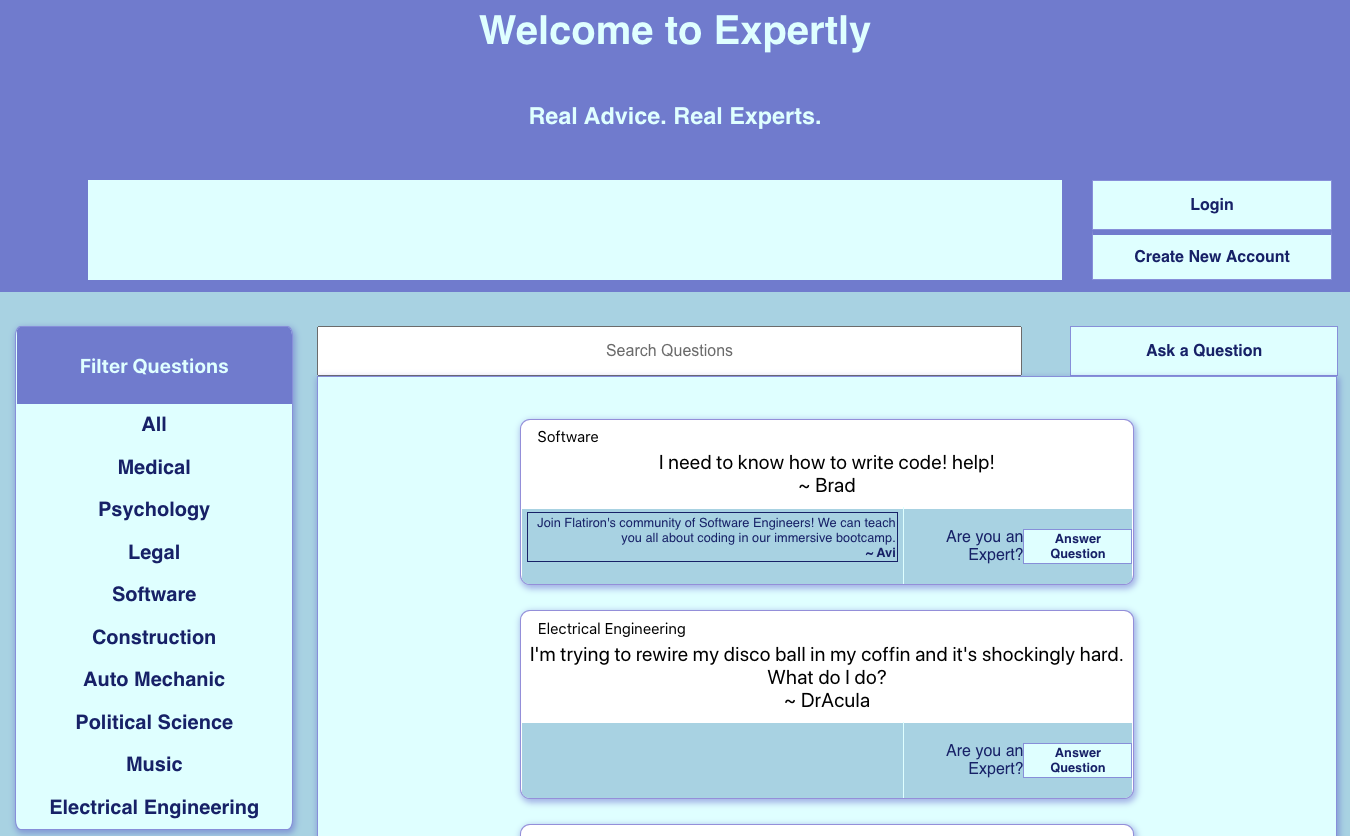 Welcome to Expertly
Real Advice. Real Experts.
Login
Create New Account
Filter Questions
All
Medical
Psychology
Legal
Software
Construction
Auto Mechanic
Political Science
Music
Electrical Engineering
Search Questions
Ask a Question
Software
I need to know how to write code! help!
~ Brad
Join Flatiron's community of Software Engineers! We can teach
you all about coding in our immersive bootcamp.
~ Avi
Are you an
Expert?
Answer
Question
Electrical Engineering
I'm trying to rewire my disco ball in my coffin and it's shockingly hard.
What do I do?
~ DrAcula
Are you an
Expert?
Answer
Question